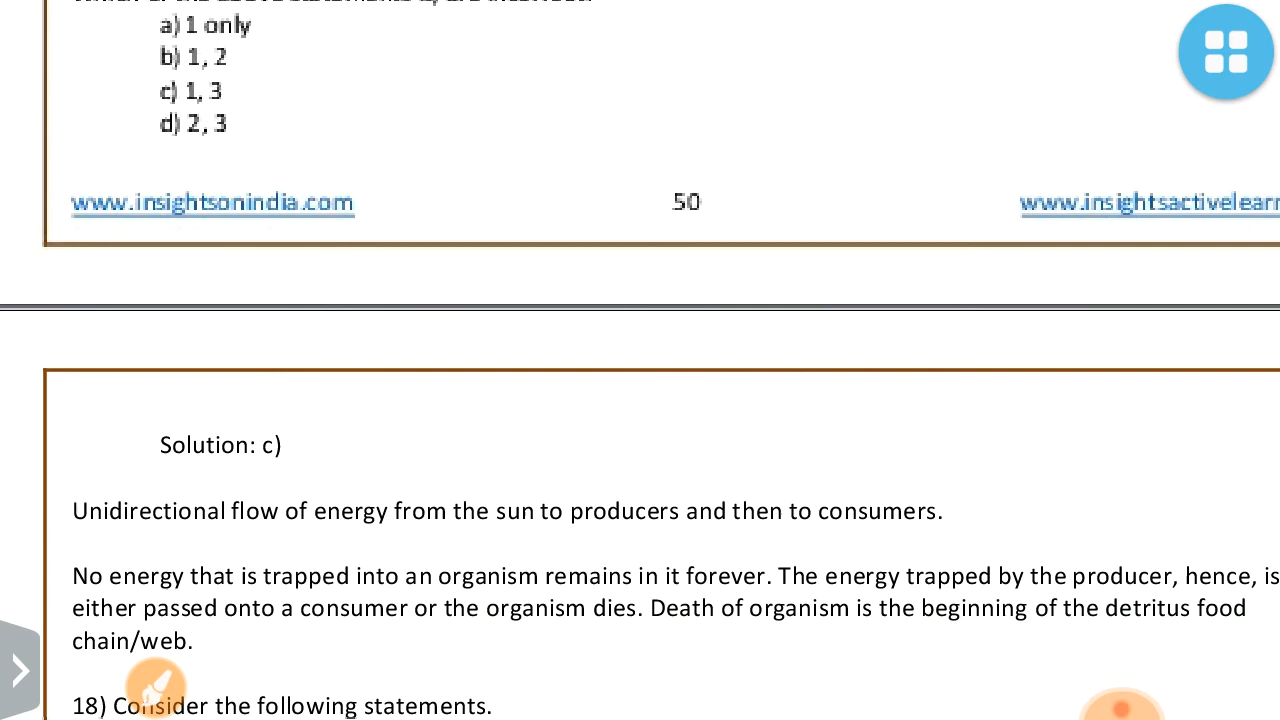 a) 1 only
b) 1, 2
c) 1, 3
d) 2, 3
www.insightsonindia.com 50 www.insightsactivelearn
Solution: c)
Unidirectional flow of energy from the sun to producers and then to consumers.
No energy that is trapped into an organism remains in it forever. The energy trapped by the producer, hence, is
either passed onto a consumer or the organism dies. Death of organism is the beginning of the detritus food
chain/web.
18) Consider the following statements.